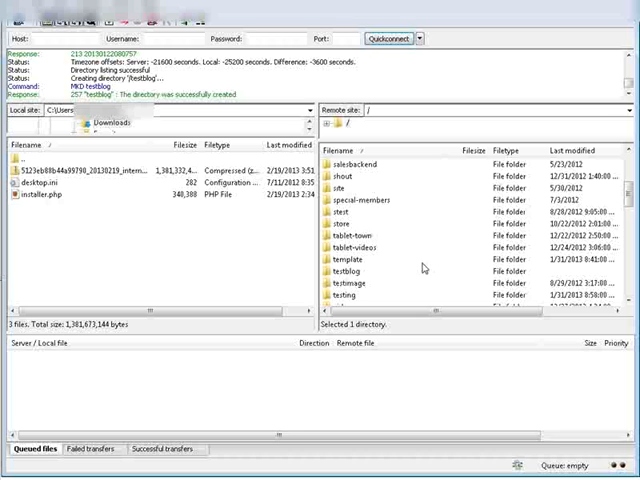 Host: Username: Password: Port: Quickconnect
Response: 213 20130122080757
Status: Timezone offsets: Server: -21600 seconds. Local: -25200 seconds. Difference: -3600 seconds.
Status: Directory listing successful
Status: Creating directory '/testblog'...
Command: MKD testblog
Response: 257 "testblog" : The directory was successfully created
Local site: C:\Users
Remote site: /
Downloads
/
Filename / Filesize Filetype Last modified
..
5123eb88b44a99790_20130219_intern... 1,381,332,4... Compressed (z... 2/19/2013 3:51
desktop.ini 282 Configuration ... 7/11/2012 8:35
installer.php 340,388 PHP File 2/19/2013 2:34
3 files. Total size: 1,381,673,144 bytes
Filename / Filesize Filetype Last modified
salesbackend File folder 5/23/2012
shout File folder 12/31/2012 1:40:00 ...
site File folder 5/30/2012
special-members File folder 7/3/2012
stest File folder 8/28/2012 9:05:00 ...
store File folder 10/22/2012 2:01:00 ...
tablet-town File folder 12/22/2012 2:50:00 ...
tablet-videos File folder 12/24/2012 3:06:00 ...
template File folder 1/31/2013 8:41:00 ...
testblog File folder
testimage File folder 8/29/2012 3:17:00 ...
testing File folder 1/31/2013 8:58:00 ...
Selected 1 directory.
Server / Local file Direction Remote file Size Priority
Queued files Failed transfers Successful transfers
Queue: empty